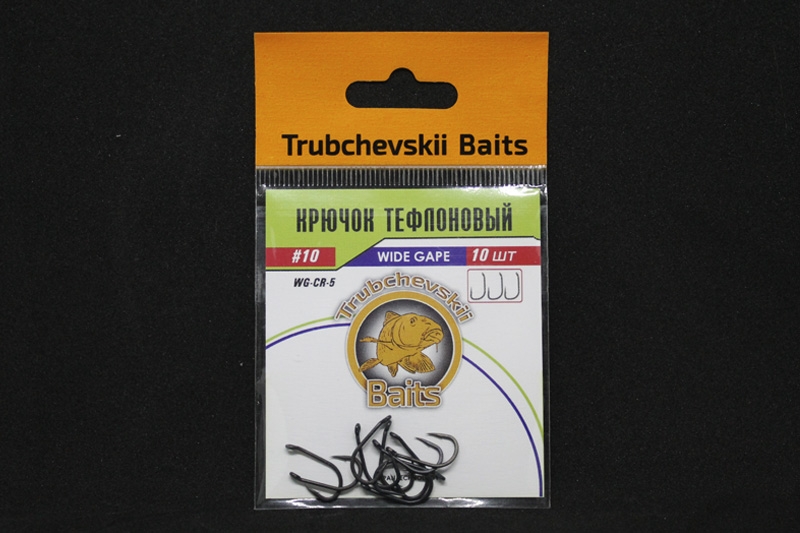 Trubchevskii Baits
КРЮЧОК ТЕФЛОНОВЫЙ
#10 WIDE GAPE 10 ШТ
WG-CR-5
Trubchevskii
Baits